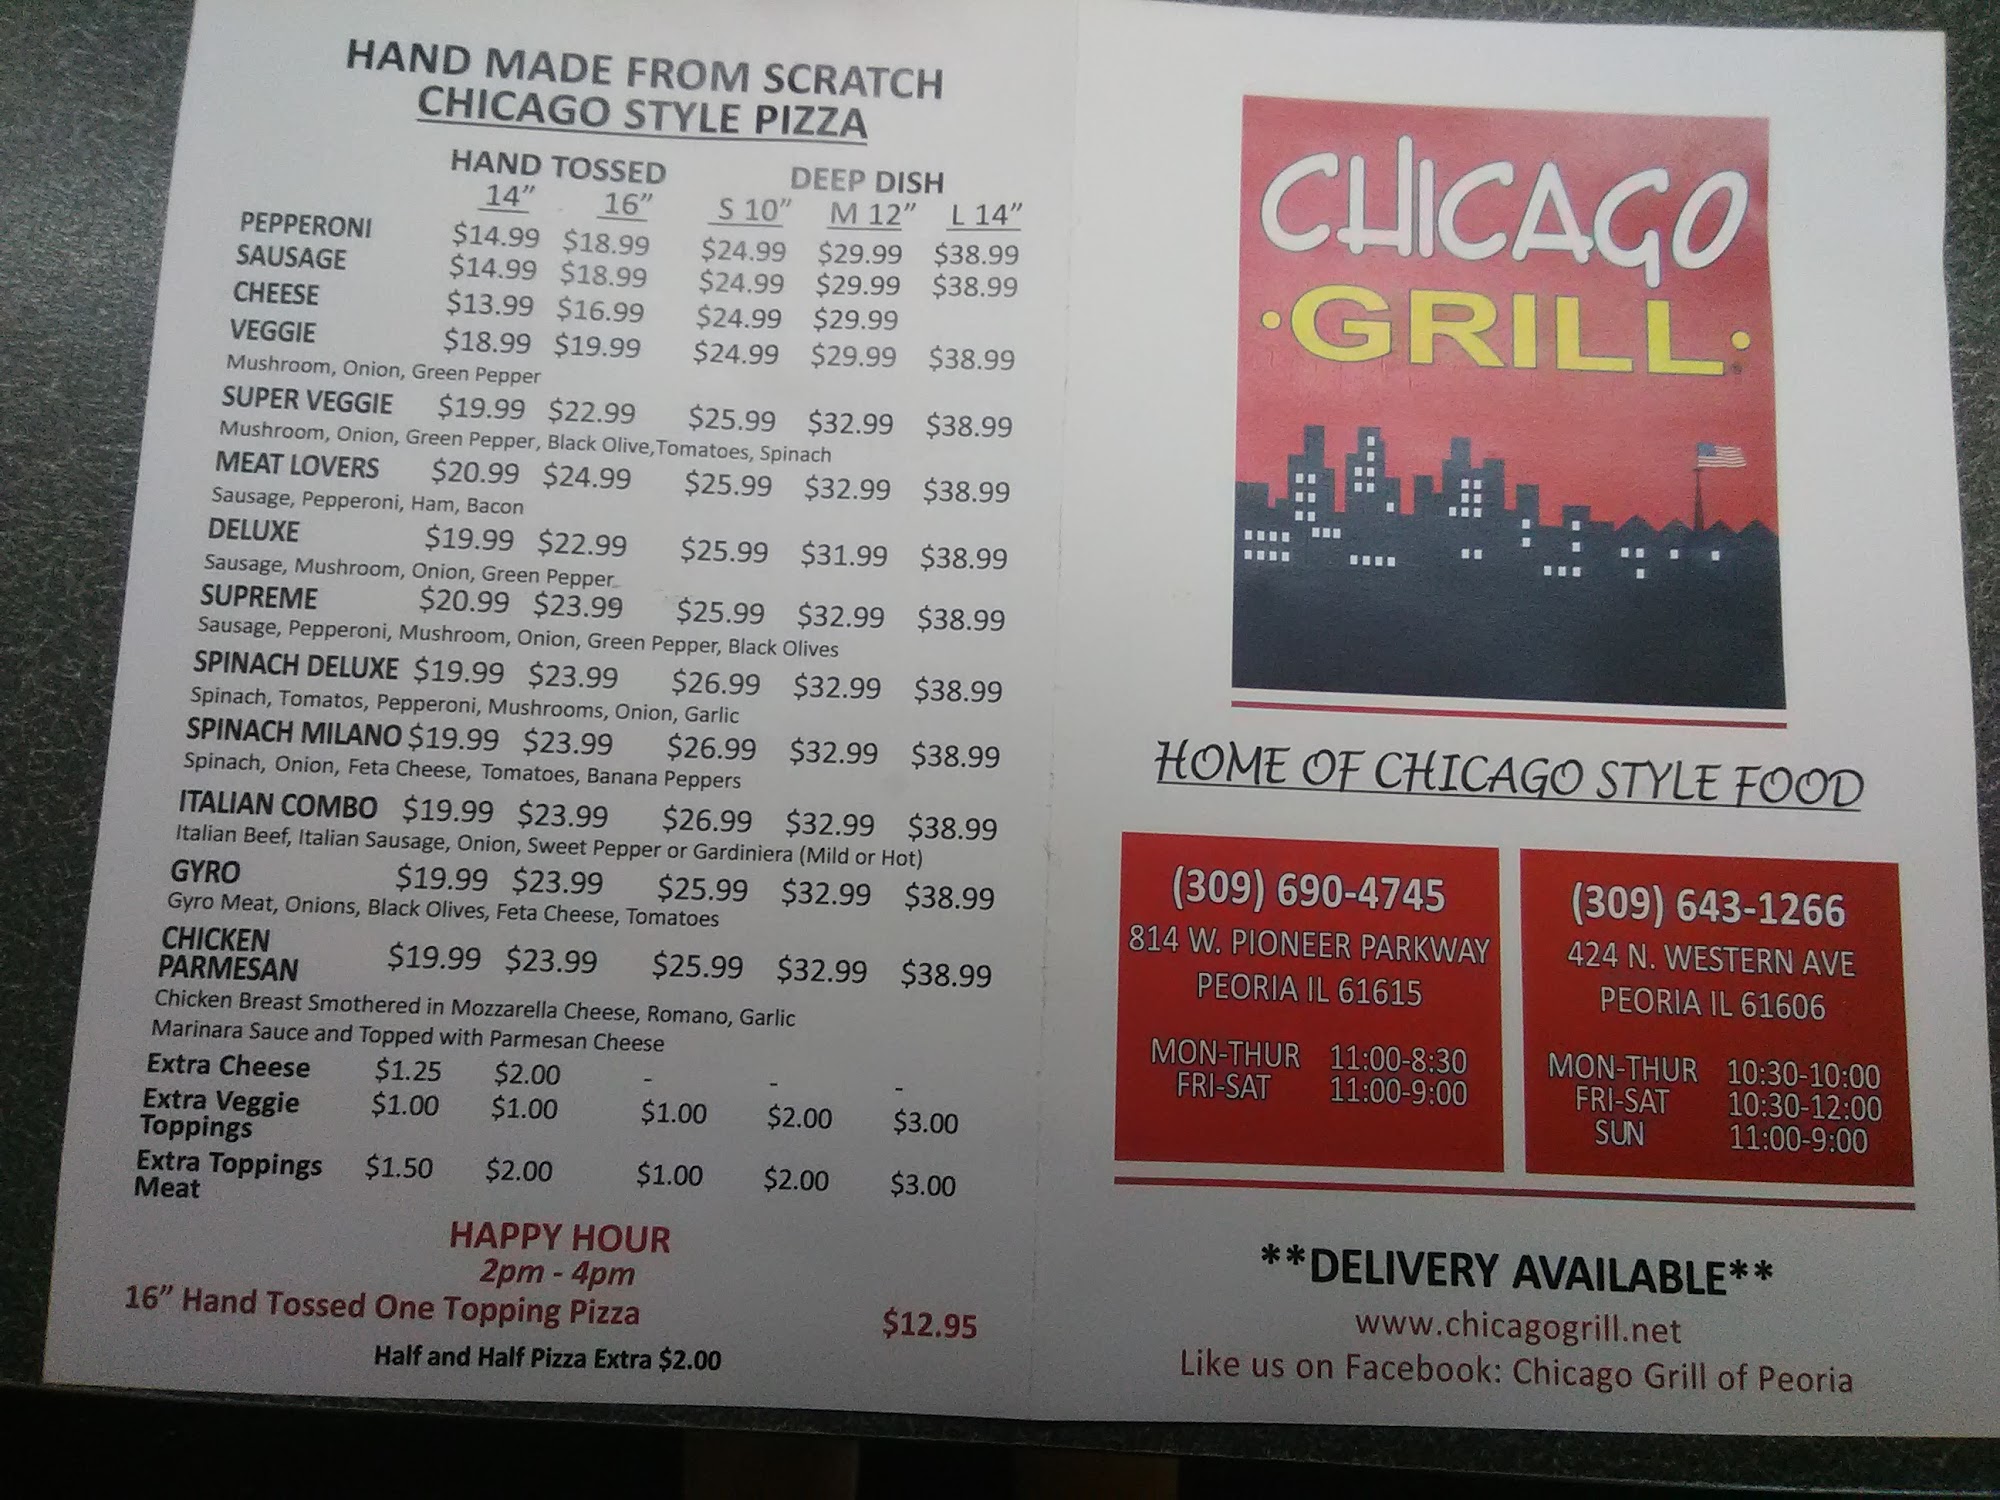 HAND MADE FROM SCRATCH
CHICAGO STYLE PIZZA
HAND TOSSED DEEP DISH
14” 16” S 10” M 12” L 14”
PEPPERONI $14.99 $18.99 $24.99 $29.99 $38.99
SAUSAGE $14.99 $18.99 $24.99 $29.99 $38.99
CHEESE $13.99 $16.99 $24.99 $29.99
VEGGIE $18.99 $19.99 $24.99 $29.99 $38.99
Mushroom, Onion, Green Pepper
SUPER VEGGIE $19.99 $22.99 $25.99 $32.99 $38.99
Mushroom, Onion, Green Pepper, Black Olive,Tomatoes, Spinach
MEAT LOVERS $20.99 $24.99 $25.99 $32.99 $38.99
Sausage, Pepperoni, Ham, Bacon
DELUXE $19.99 $22.99 $25.99 $31.99 $38.99
Sausage, Mushroom, Onion, Green Pepper
SUPREME $20.99 $23.99 $25.99 $32.99 $38.99
Sausage, Pepperoni, Mushroom, Onion, Green Pepper, Black Olives
SPINACH DELUXE $19.99 $23.99 $26.99 $32.99 $38.99
Spinach, Tomatos, Pepperoni, Mushrooms, Onion, Garlic
SPINACH MILANO $19.99 $23.99 $26.99 $32.99 $38.99
Spinach, Onion, Feta Cheese, Tomatoes, Banana Peppers
ITALIAN COMBO $19.99 $23.99 $26.99 $32.99 $38.99
Italian Beef, Italian Sausage, Onion, Sweet Pepper or Gardiniera (Mild or Hot)
GYRO $19.99 $23.99 $25.99 $32.99 $38.99
Gyro Meat, Onions, Black Olives, Feta Cheese, Tomatoes
CHICKEN
PARMESAN $19.99 $23.99 $25.99 $32.99 $38.99
Chicken Breast Smothered in Mozzarella Cheese, Romano, Garlic
Marinara Sauce and Topped with Parmesan Cheese
Extra Cheese $1.25 $2.00 - - -
Extra Veggie $1.00 $1.00 $1.00 $2.00 $3.00
Toppings
Extra Toppings $1.50 $2.00 $1.00 $2.00 $3.00
Meat
HAPPY HOUR
2pm - 4pm
16” Hand Tossed One Topping Pizza $12.95
Half and Half Pizza Extra $2.00
CHICAGO
·GRILL·
HOME OF CHICAGO STYLE FOOD
(309) 690-4745
814 W. PIONEER PARKWAY
PEORIA IL 61615
MON-THUR 11:00-8:30
FRI-SAT 11:00-9:00
(309) 643-1266
424 N. WESTERN AVE
PEORIA IL 61606
MON-THUR 10:30-10:00
FRI-SAT 10:30-12:00
SUN 11:00-9:00
**DELIVERY AVAILABLE**
www.chicagogrill.net
Like us on Facebook: Chicago Grill of Peoria